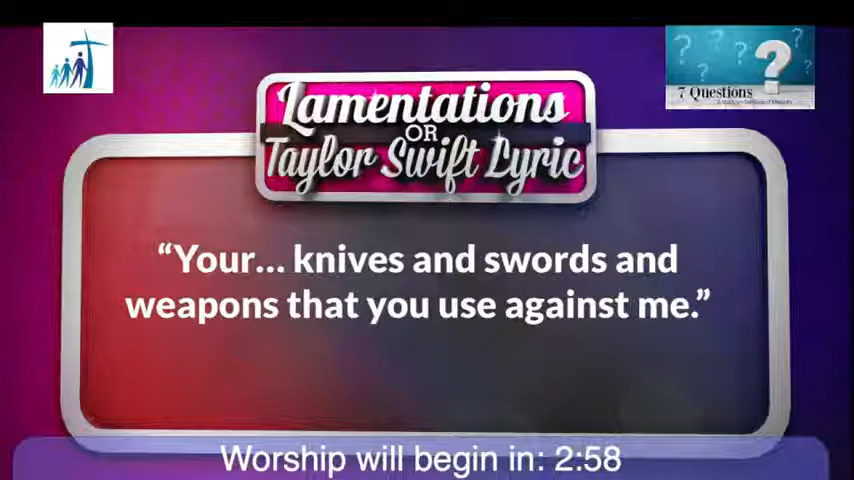 Lamentations
OR
Taylor Swift Lyric
7 Questions
“Your... knives and swords and
weapons that you use against me.”
Worship will begin in: 2:58